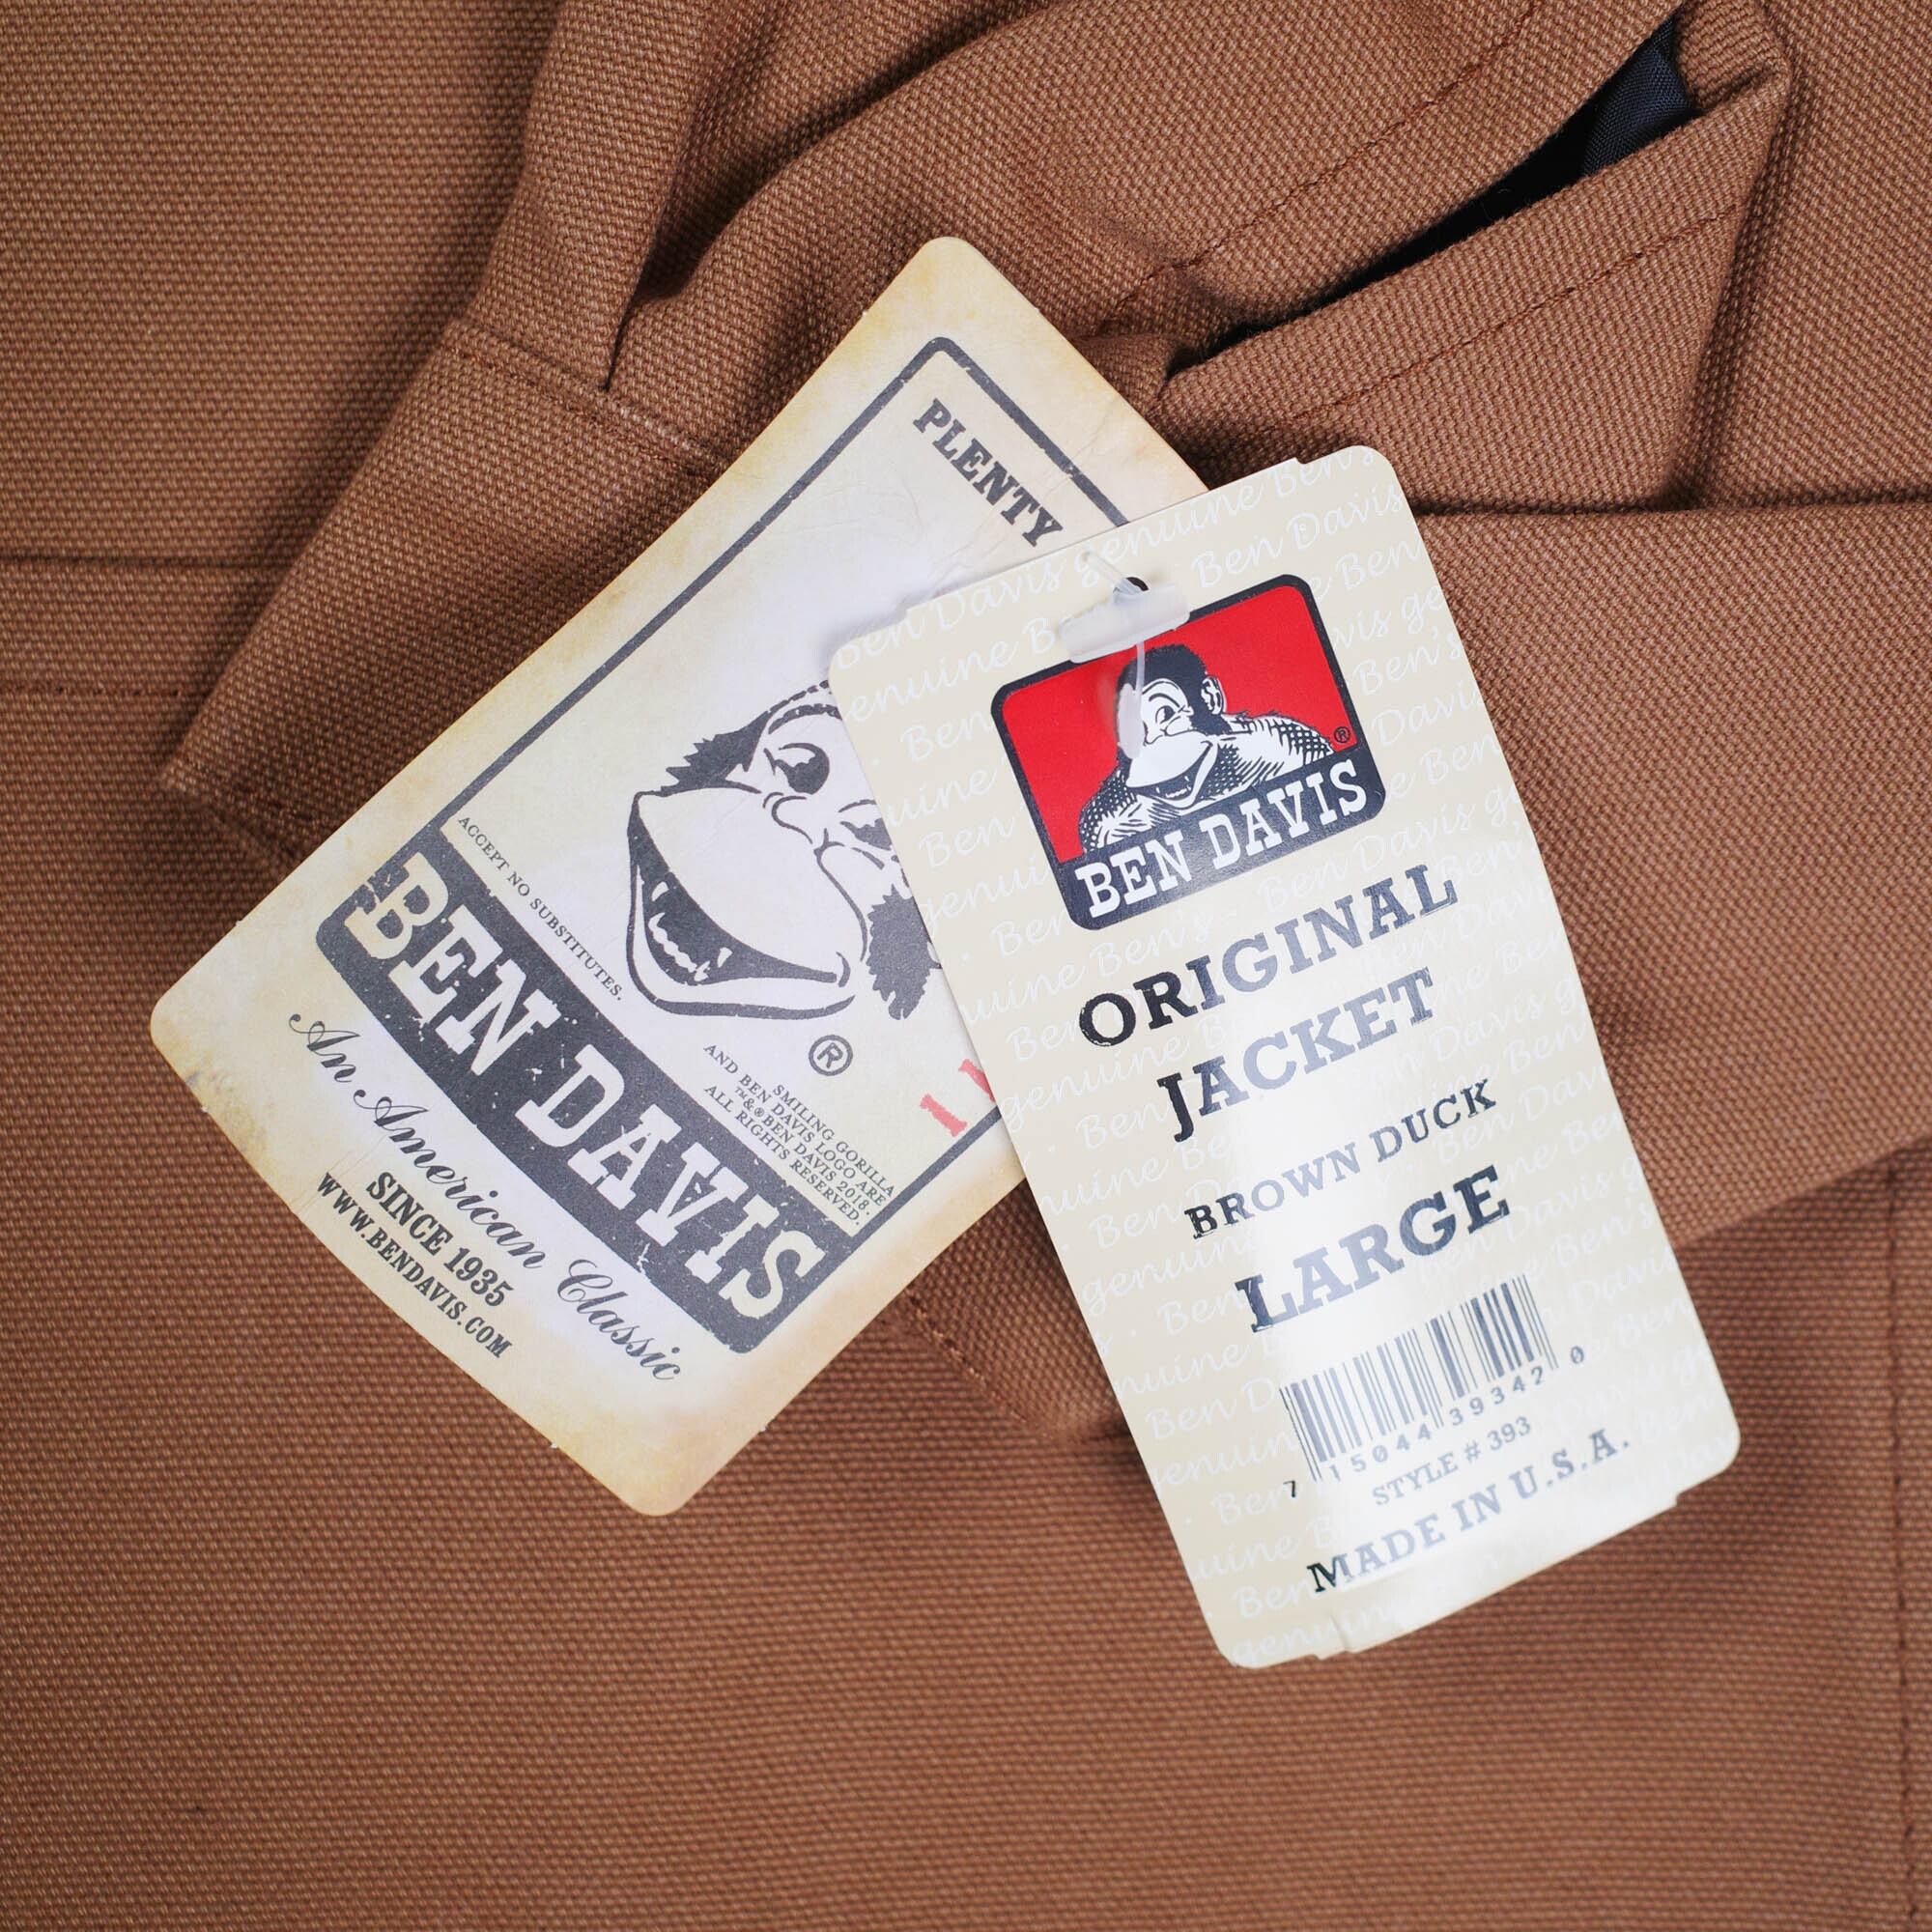 PLENTY
ACCEPT NO SUBSTITUTES.
BEN DAVIS
®
SMILING GORILLA
AND BEN DAVIS LOGO ARE
™&®BEN DAVIS 2018.
ALL RIGHTS RESERVED.
An American Classic
SINCE 1935
WWW.BENDAVIS.COM
®
BEN DAVIS
ORIGINAL
JACKET
BROWN DUCK
LARGE
7 15044 39342 0
STYLE # 393
MADE IN U.S.A.